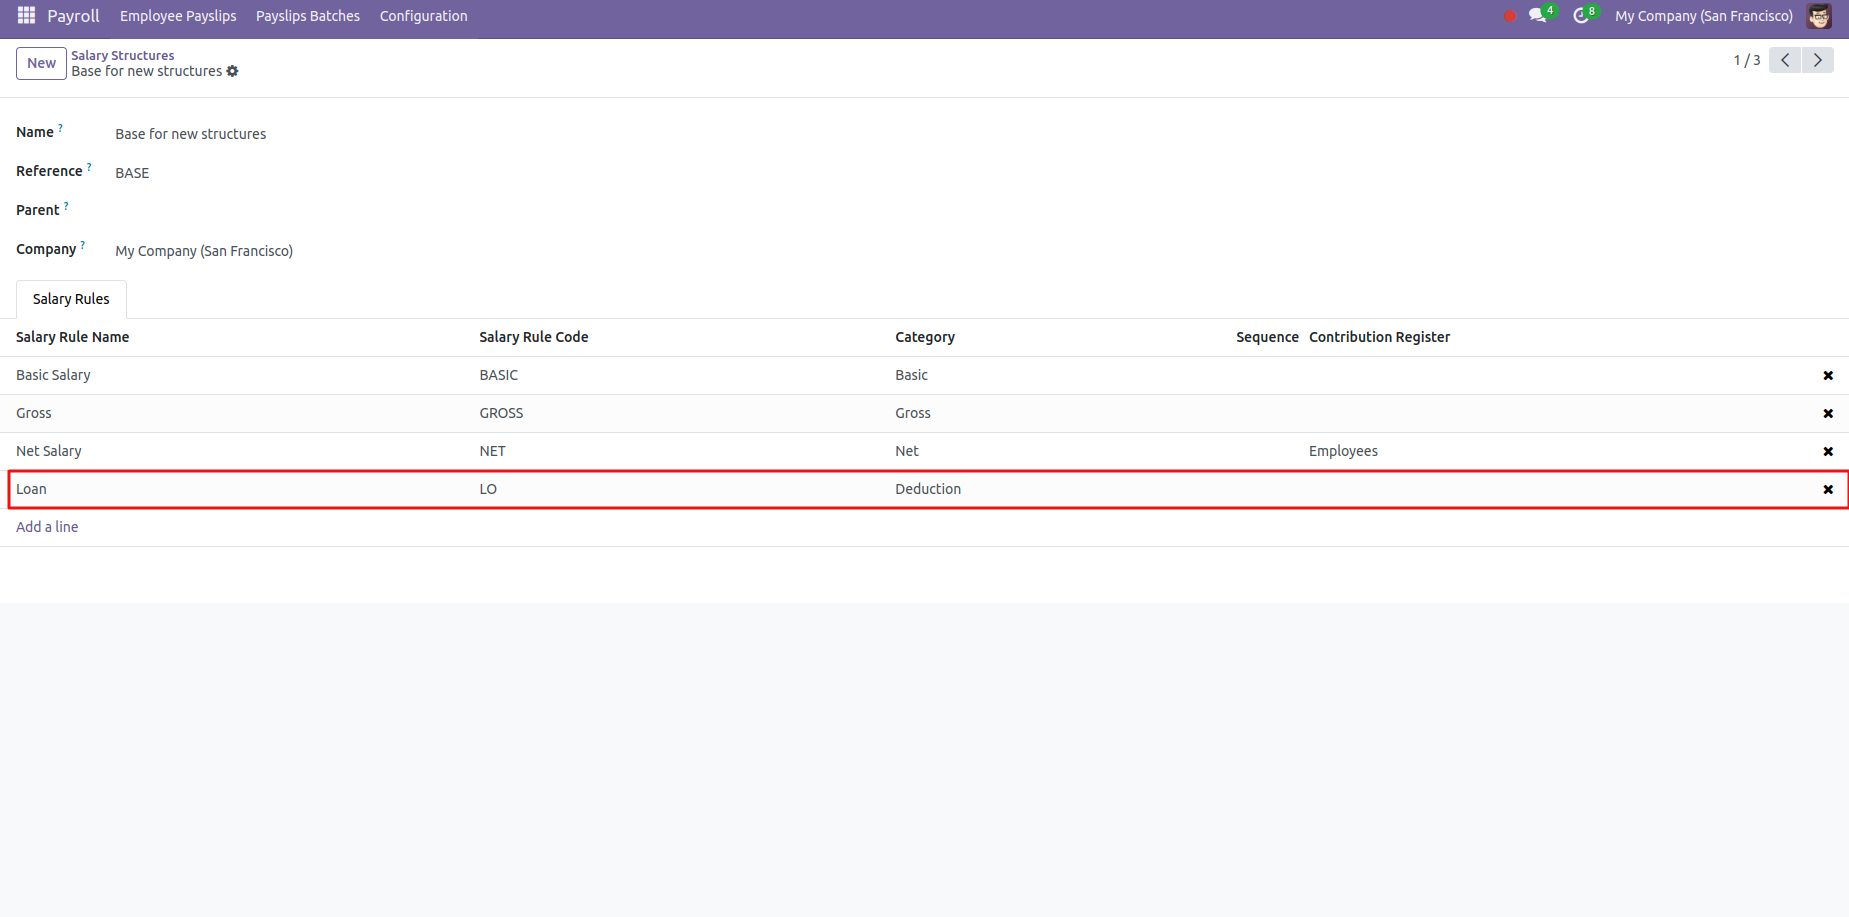 Payroll Employee Payslips Payslips Batches Configuration 4 8 My Company (San Francisco)
New Salary Structures 1 / 3
Base for new structures
Name ? Base for new structures
Reference ? BASE
Parent ?
Company ? My Company (San Francisco)
Salary Rules
Salary Rule Name Salary Rule Code Category Sequence Contribution Register
Basic Salary BASIC Basic
Gross GROSS Gross
Net Salary NET Net Employees
Loan LO Deduction
Add a line